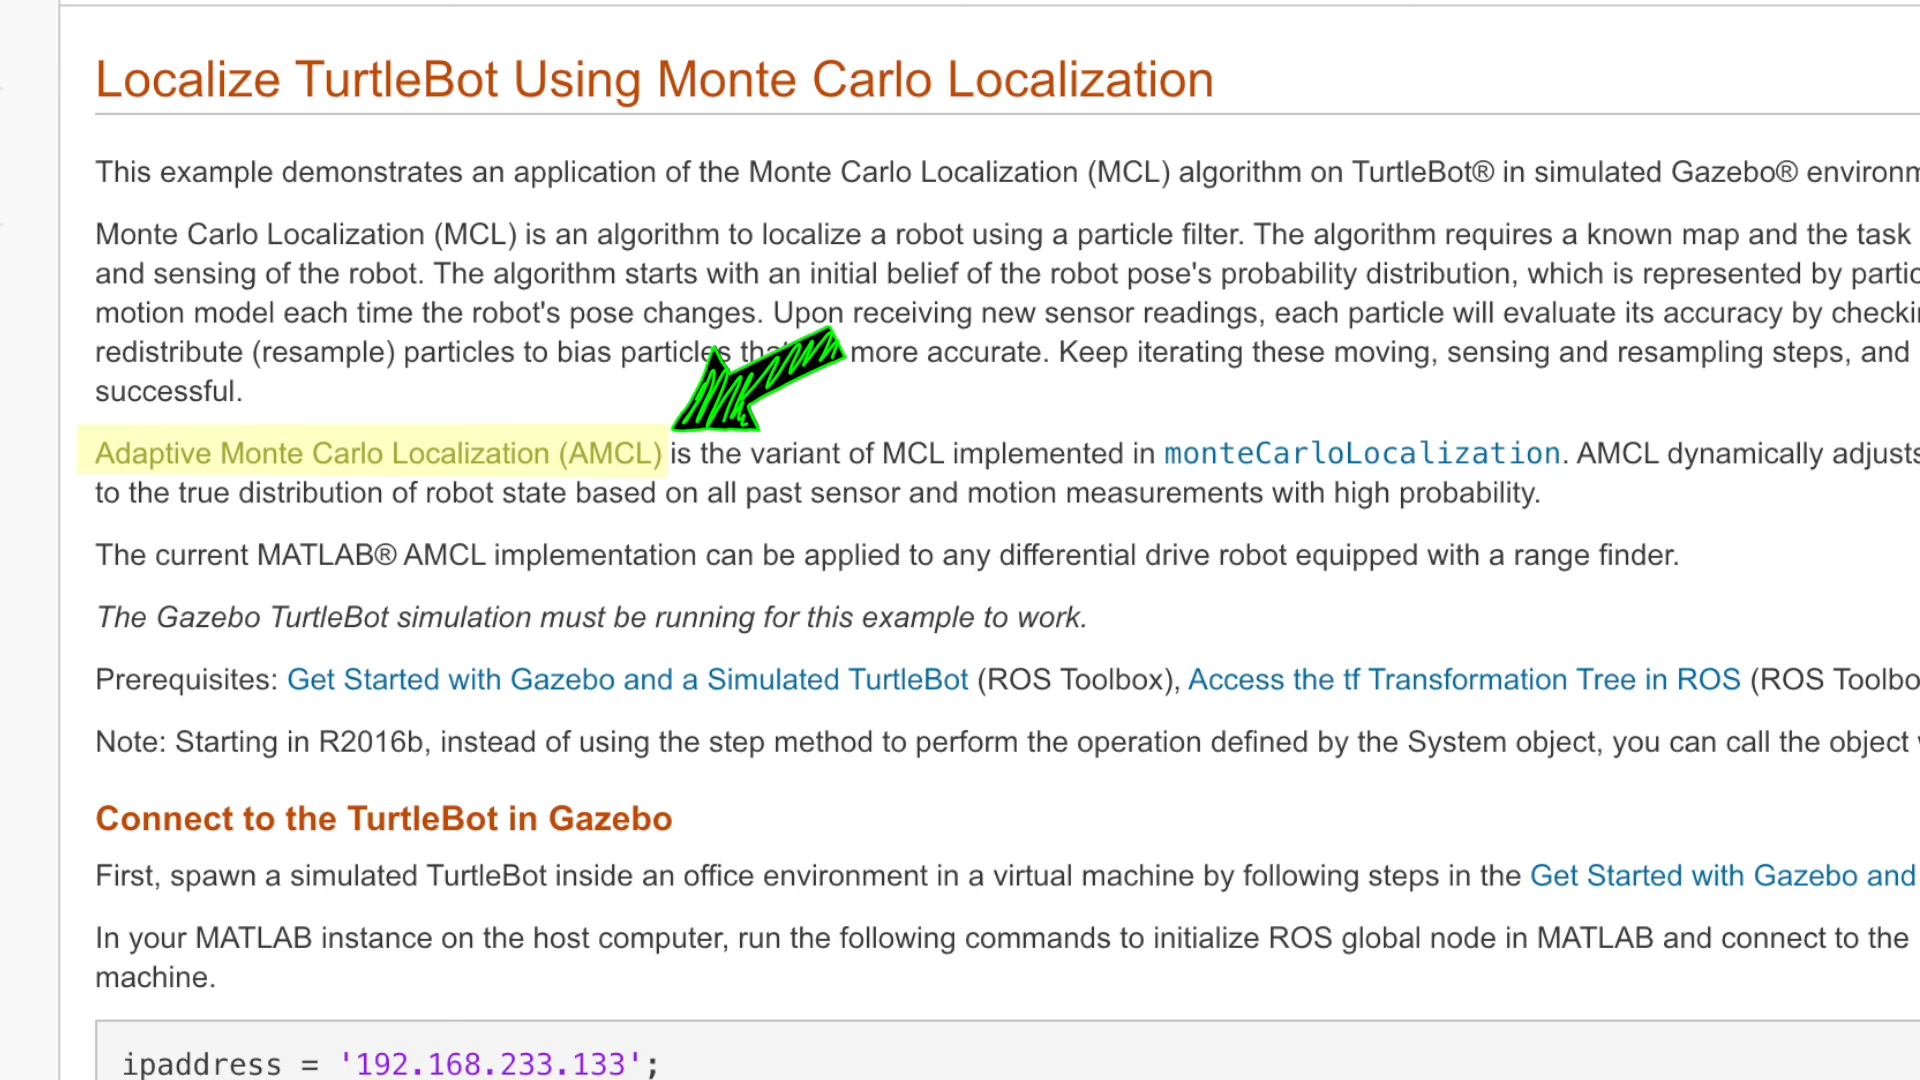 Localize TurtleBot Using Monte Carlo Localization
This example demonstrates an application of the Monte Carlo Localization (MCL) algorithm on TurtleBot® in simulated Gazebo®
Monte Carlo Localization (MCL) is an algorithm to localize a robot using a particle filter. The algorithm requires a known map and the task
and sensing of the robot. The algorithm starts with an initial belief of the robot pose's probability distribution, which is represented by
motion model each time the robot's pose changes. Upon receiving new sensor readings, each particle will evaluate its accuracy by
redistribute (resample) particles to bias particles more accurate. Keep iterating these moving, sensing and resampling steps, and
successful.
Adaptive Monte Carlo Localization (AMCL) is the variant of MCL implemented in monteCarloLocalization. AMCL dynamically adjusts
to the true distribution of robot state based on all past sensor and motion measurements with high probability.
The current MATLAB® AMCL implementation can be applied to any differential drive robot equipped with a range finder.
The Gazebo TurtleBot simulation must be running for this example to work.
Prerequisites: Get Started with Gazebo and a Simulated TurtleBot (ROS Toolbox), Access the tf Transformation Tree in ROS (ROS
Note: Starting in R2016b, instead of using the step method to perform the operation defined by the System object, you can call the object
Connect to the TurtleBot in Gazebo
First, spawn a simulated TurtleBot inside an office environment in a virtual machine by following steps in the Get Started with Gazebo and
In your MATLAB instance on the host computer, run the following commands to initialize ROS global node in MATLAB and connect to the
machine.
ipaddress = '192.168.233.133';